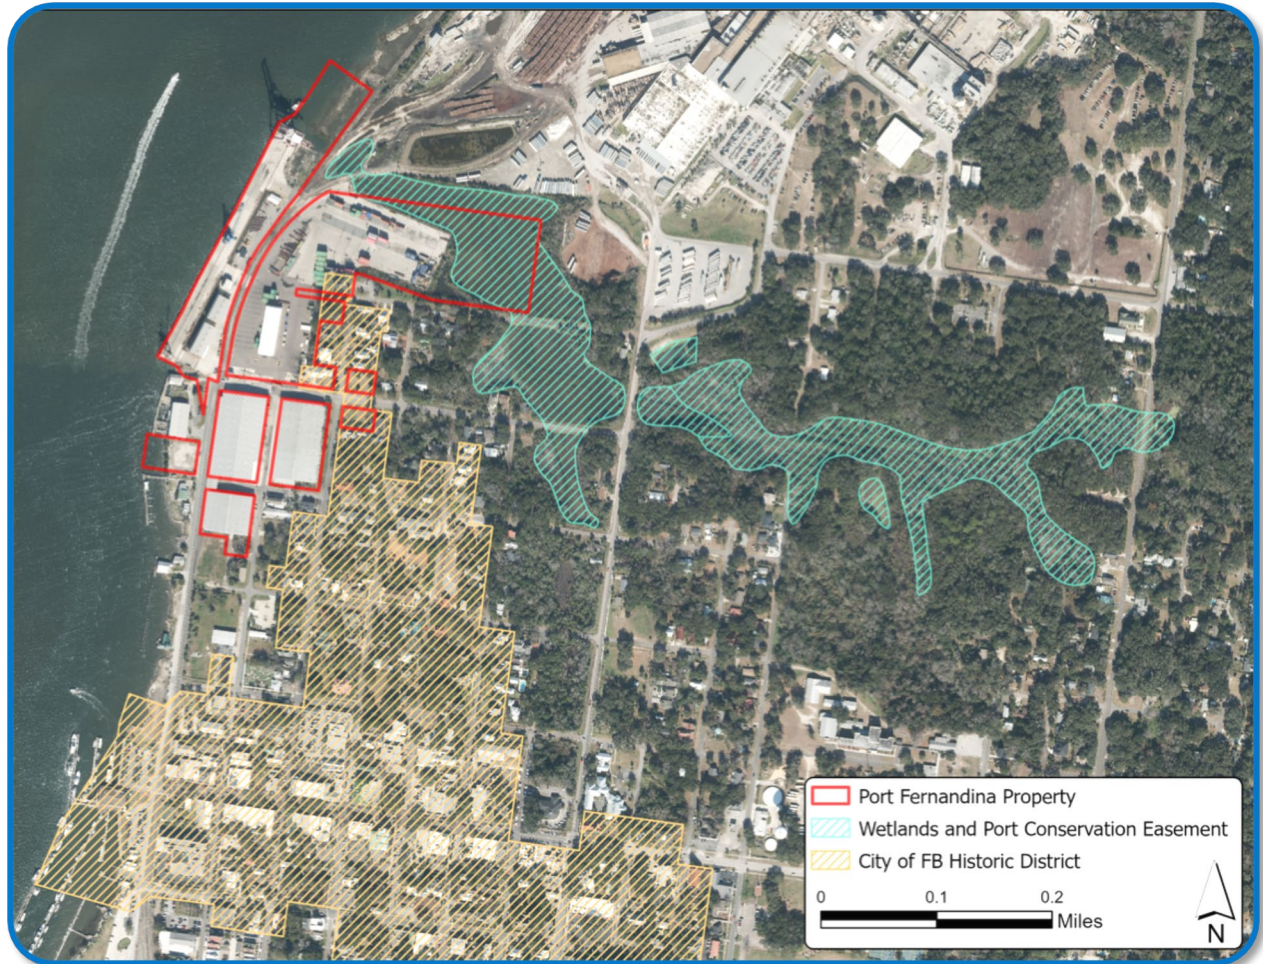 Port Fernandina Property
Wetlands and Port Conservation Easement
City of FB Historic District
0 0.1 0.2
Miles
N